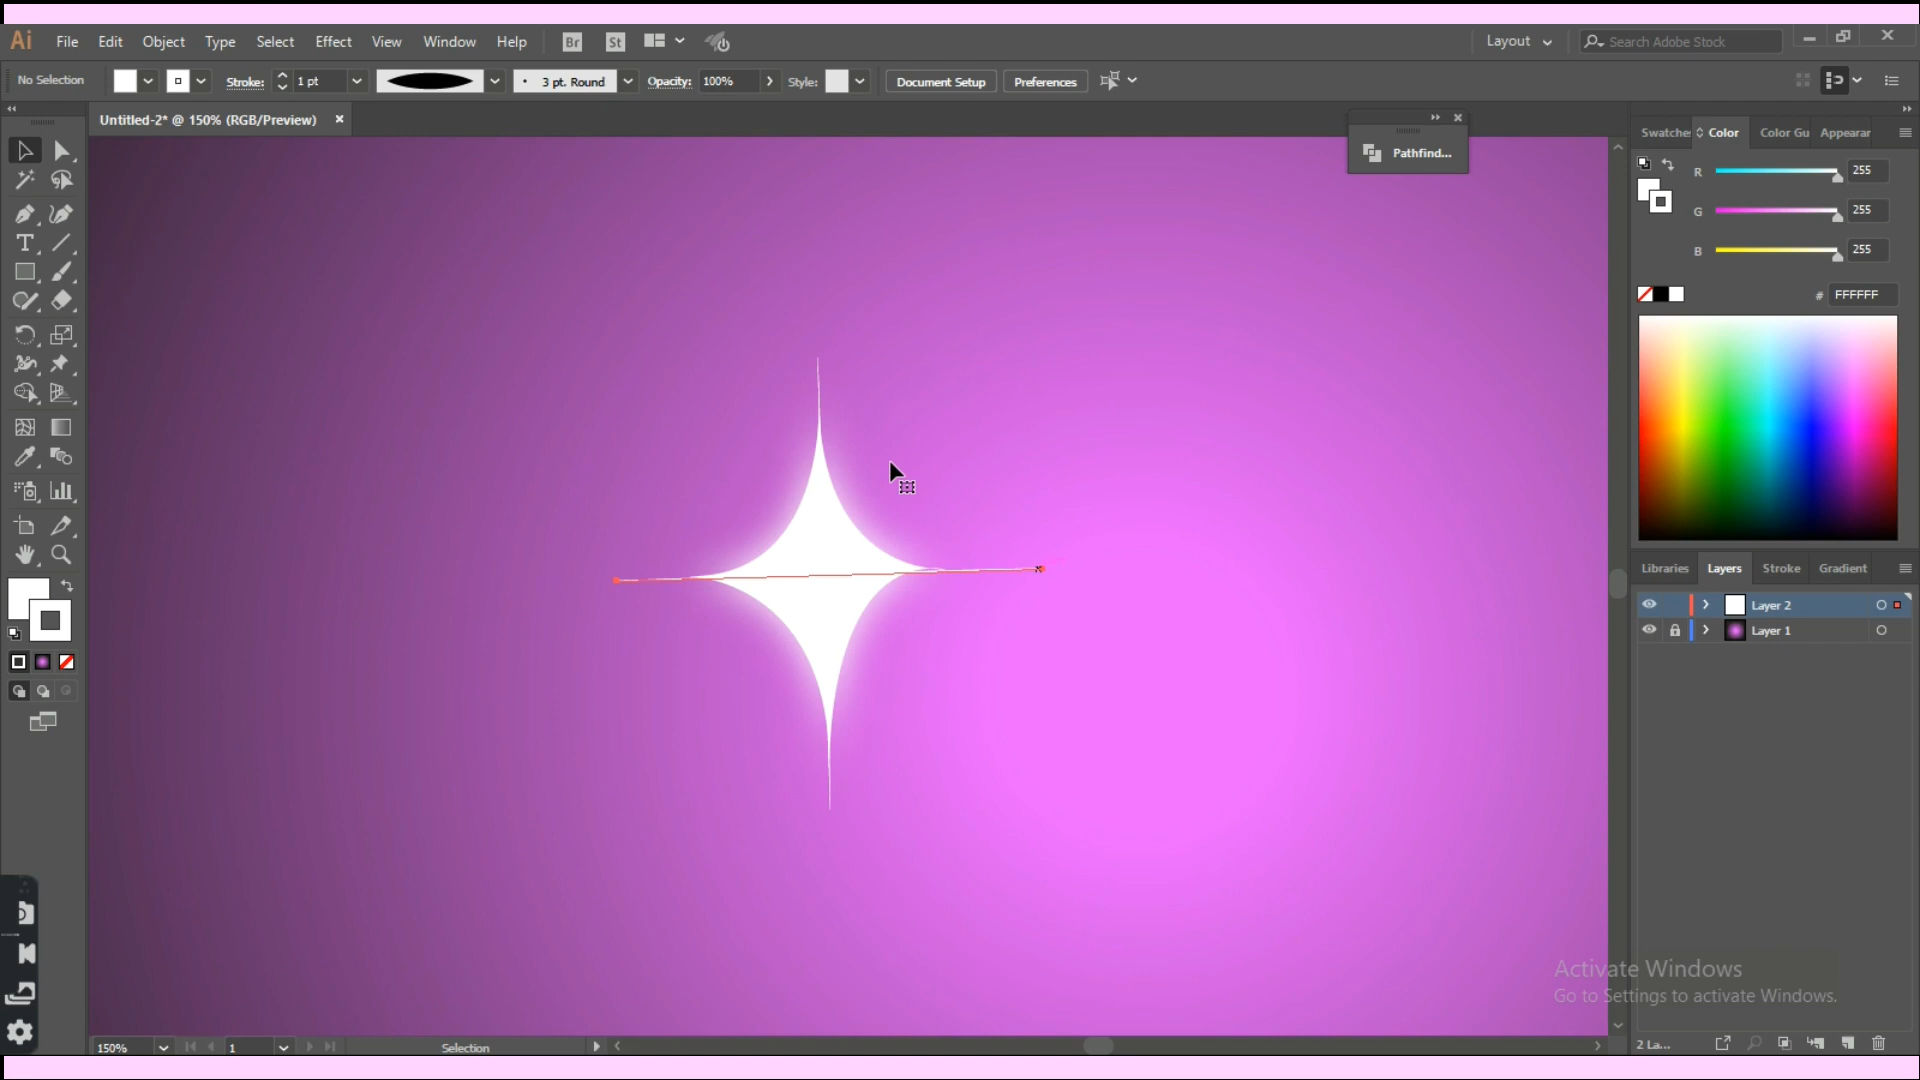 Ai File Edit Object Type Select Effect View Window Help Br St Layout Search Adobe Stock
No Selection Stroke: 1 pt 3 pt. Round Opacity: 100% Style: Document Setup Preferences
Untitled-2* @ 150% (RGB/Preview)
Pathfind...
Swatches Color Color Gu Appearar
R 255
G 255
B 255
# FFFFFF
Libraries Layers Stroke Gradient
Layer 2
Layer 1
Activate Windows
Go to Settings to activate Windows.
150% 1 Selection 2 La...